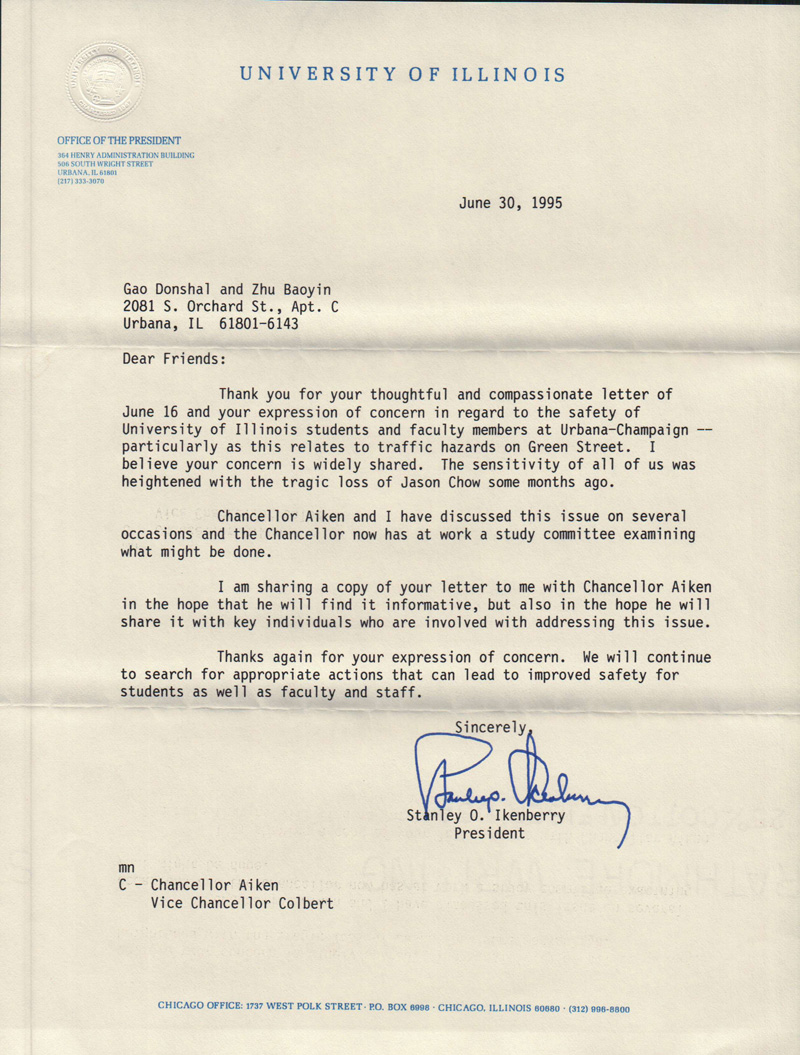 UNIVERSITY OF ILLINOIS
OFFICE OF THE PRESIDENT
364 HENRY ADMINISTRATION BUILDING
506 SOUTH WRIGHT STREET
URBANA, IL 61801
(217) 333-3070
June 30, 1995
Gao Donshal and Zhu Baoyin
2081 S. Orchard St., Apt. C
Urbana, IL 61801-6143
Dear Friends:
Thank you for your thoughtful and compassionate letter of
June 16 and your expression of concern in regard to the safety of
University of Illinois students and faculty members at Urbana-Champaign --
particularly as this relates to traffic hazards on Green Street. I
believe your concern is widely shared. The sensitivity of all of us was
heightened with the tragic loss of Jason Chow some months ago.
Chancellor Aiken and I have discussed this issue on several
occasions and the Chancellor now has at work a study committee examining
what might be done.
I am sharing a copy of your letter to me with Chancellor Aiken
in the hope that he will find it informative, but also in the hope he will
share it with key individuals who are involved with addressing this issue.
Thanks again for your expression of concern. We will continue
to search for appropriate actions that can lead to improved safety for
students as well as faculty and staff.
Sincerely,
Stanley O. Ikenberry
Stanley O. Ikenberry
President
mn
C - Chancellor Aiken
Vice Chancellor Colbert
CHICAGO OFFICE: 1737 WEST POLK STREET · P.O. BOX 6998 · CHICAGO, ILLINOIS 60680 · (312) 996-8800